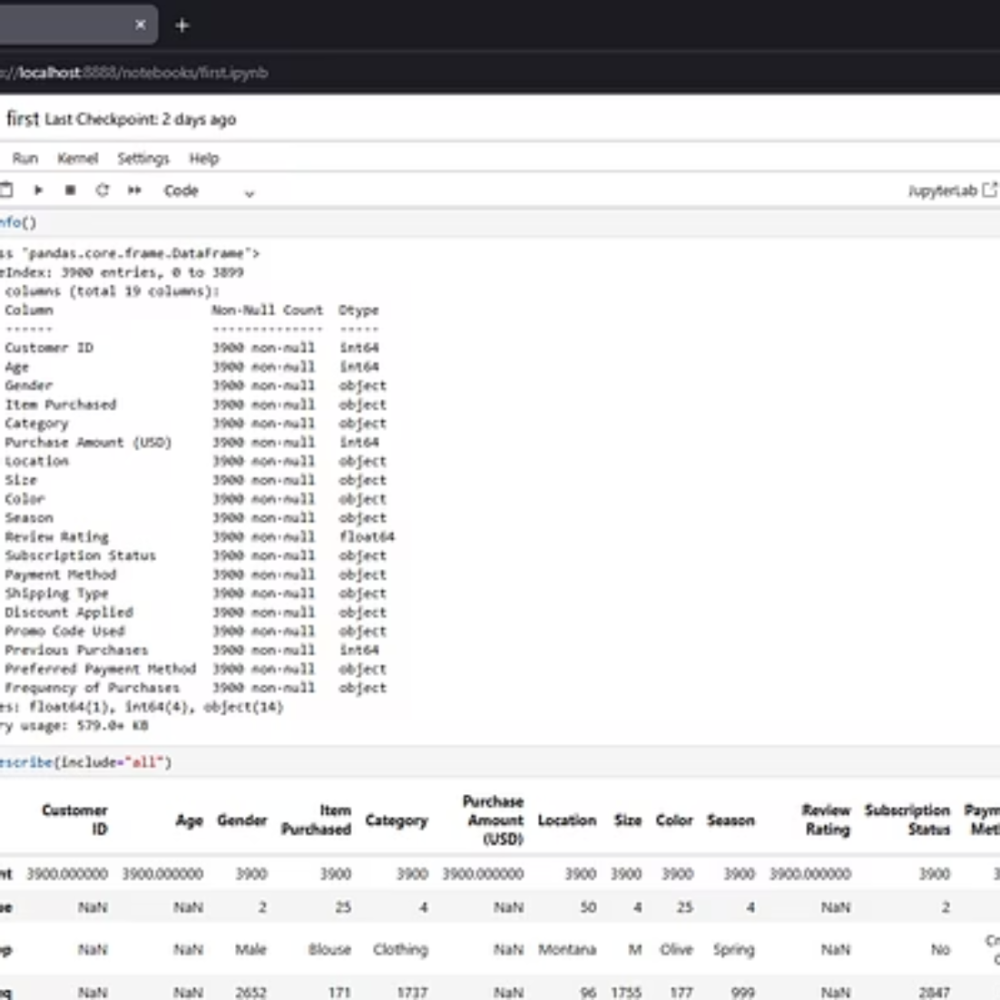 ://localhost:8888/notebooks/first.ipynb
first Last Checkpoint: 2 days ago
Run Kernel Settings Help
Code JupyterLab
nfo()
ss "pandas.core.frame.DataFrame">
eIndex: 3900 entries, 0 to 3899
columns (total 19 columns):
Column Non-Null Count Dtype
------ -------------- -----
Customer ID 3900 non-null int64
Age 3900 non-null int64
Gender 3900 non-null object
Item Purchased 3900 non-null object
Category 3900 non-null object
Purchase Amount (USD) 3900 non-null int64
Location 3900 non-null object
Size 3900 non-null object
Color 3900 non-null object
Season 3900 non-null object
Review Rating 3900 non-null float64
Subscription Status 3900 non-null object
Payment Method 3900 non-null object
Shipping Type 3900 non-null object
Discount Applied 3900 non-null object
Promo Code Used 3900 non-null object
Previous Purchases 3900 non-null int64
Preferred Payment Method 3900 non-null object
Frequency of Purchases 3900 non-null object
es: float64(1), int64(4), object(14)
ry usage: 579.0+ KB
escribe(include="all")
Customer ID Age Gender Item Purchased Category Purchase Amount (USD) Location Size Color Season Review Rating Subscription Status Paym Met
nt 3900.000000 3900.000000 3900 3900 3900 3900.000000 3900 3900 3900 3900 3900.000000 3900 3
ue NaN NaN 2 25 4 NaN 50 4 25 4 NaN 2
p NaN NaN Male Blouse Clothing NaN Montana M Olive Spring NaN No
q NaN NaN 2652 171 1737 NaN 96 1755 177 999 NaN 2847